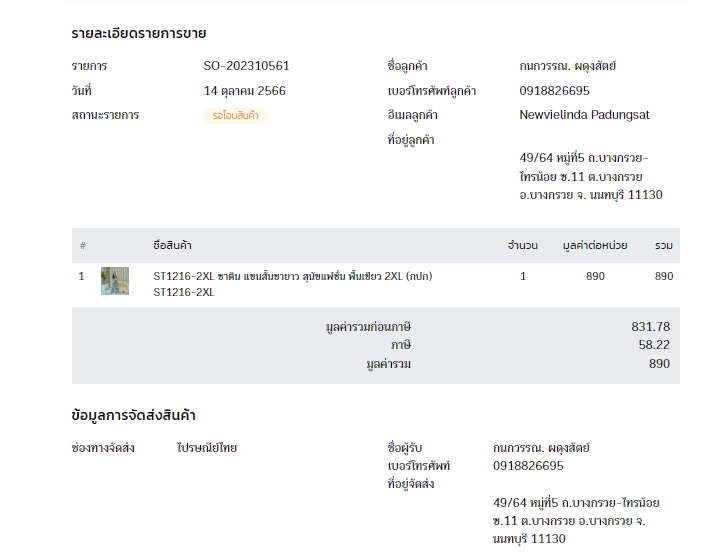 รายละเอียดรายการขาย
รายการ SO-202310561
วันที่ 14 ตุลาคม 2566
สถานะรายการ รอโอนสินค้า
ชื่อลูกค้า กนกวรรณ. ผดุงสัตย์
เบอร์โทรศัพท์ลูกค้า 0918826695
อีเมลลูกค้า Newvielinda Padungsat
ที่อยู่ลูกค้า
49/64 หมู่ที่5 ถ.บางกรวย-
ไทรน้อย ซ.11 ต.บางกรวย
อ.บางกรวย จ. นนทบุรี 11130
# ชื่อสินค้า จำนวน มูลค่าต่อหน่วย รวม
1 ST1216-2XL ซาติน แขนสั้นขายาว สุนัขแฟชั่น พื้นเขียว 2XL (กปก) 1 890 890
ST1216-2XL
มูลค่ารวมก่อนภาษี 831.78
ภาษี 58.22
มูลค่ารวม 890
ข้อมูลการจัดส่งสินค้า
ช่องทางจัดส่ง ไปรษณีย์ไทย
ชื่อผู้รับ กนกวรรณ. ผดุงสัตย์
เบอร์โทรศัพท์ 0918826695
ที่อยู่จัดส่ง
49/64 หมู่ที่5 ถ.บางกรวย-ไทรน้อย
ซ.11 ต.บางกรวย อ.บางกรวย จ.
นนทบุรี 11130